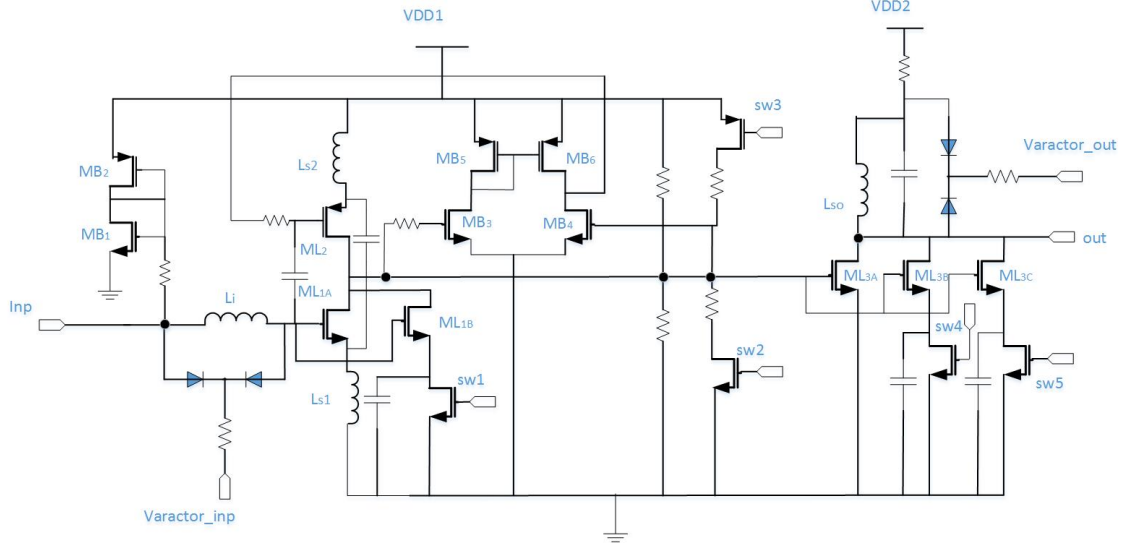 VDD1
VDD2
sw3
MB2
Ls2
MB5
MB6
Varactor_out
Lso
MB1
MB3
MB4
ML2
out
ML3A
ML3B
ML3C
Inp
Li
ML1A
ML1B
sw4
sw2
sw1
Ls1
sw5
Varactor_inp